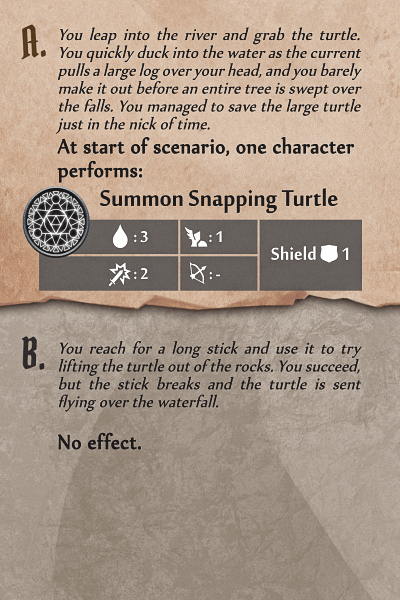 A. You leap into the river and grab the turtle.
You quickly duck into the water as the current
pulls a large log over your head, and you barely
make it out before an entire tree is swept over
the falls. You managed to save the large turtle
just in the nick of time.
At start of scenario, one character
performs:
Summon Snapping Turtle
: 3 : 1
Shield 1
: 2 : -
B. You reach for a long stick and use it to try
lifting the turtle out of the rocks. You succeed,
but the stick breaks and the turtle is sent
flying over the waterfall.
No effect.